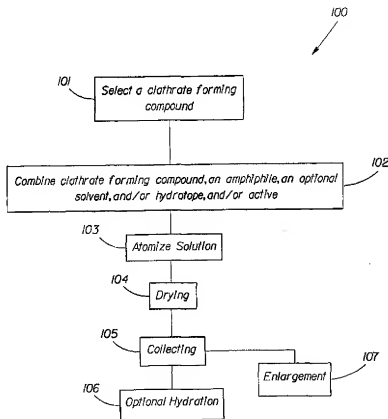 100
101
Select a clathrate forming
compound
102
Combine clathrate forming compound, an amphiphile, an optional
solvent, and/or hydrotope, and/or active
103
Atomize Solution
104
Drying
105
Collecting
106
Optional Hydration
107
Enlargement